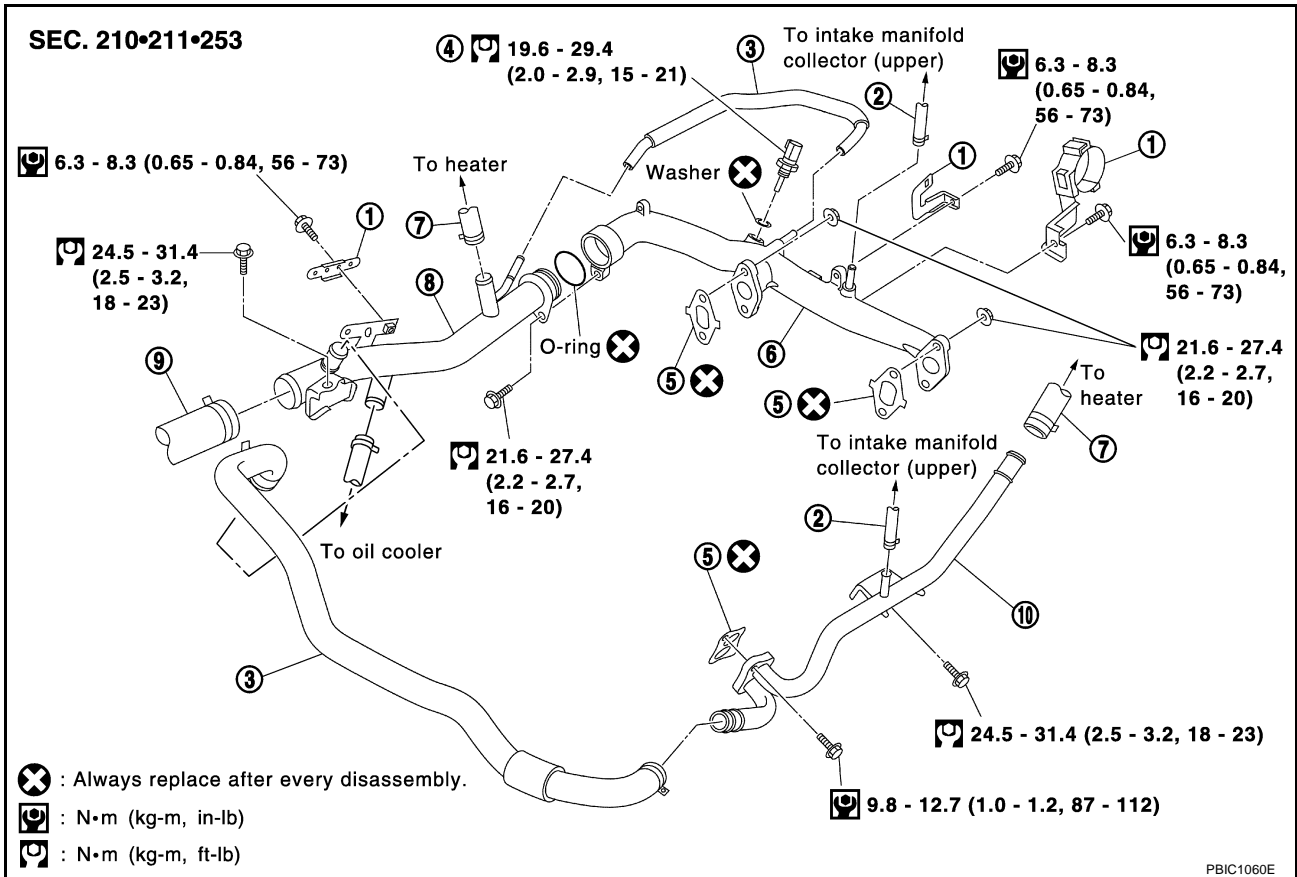 SEC. 210•211•253
④ 19.6 - 29.4
(2.0 - 2.9, 15 - 21)
③
To intake manifold
collector (upper)
②
6.3 - 8.3
(0.65 - 0.84,
56 - 73)
①
①
6.3 - 8.3 (0.65 - 0.84, 56 - 73)
To heater
⑦
Washer
①
24.5 - 31.4
(2.5 - 3.2,
18 - 23)
⑧
6.3 - 8.3
(0.65 - 0.84,
56 - 73)
O-ring
⑥
⑤
⑤
21.6 - 27.4
(2.2 - 2.7,
16 - 20)
⑨
To
heater
⑦
21.6 - 27.4
(2.2 - 2.7,
16 - 20)
To intake manifold
collector (upper)
②
To oil cooler
⑤
⑩
③
24.5 - 31.4 (2.5 - 3.2, 18 - 23)
9.8 - 12.7 (1.0 - 1.2, 87 - 112)
: Always replace after every disassembly.
: N•m (kg-m, in-lb)
: N•m (kg-m, ft-lb)
PBIC1060E